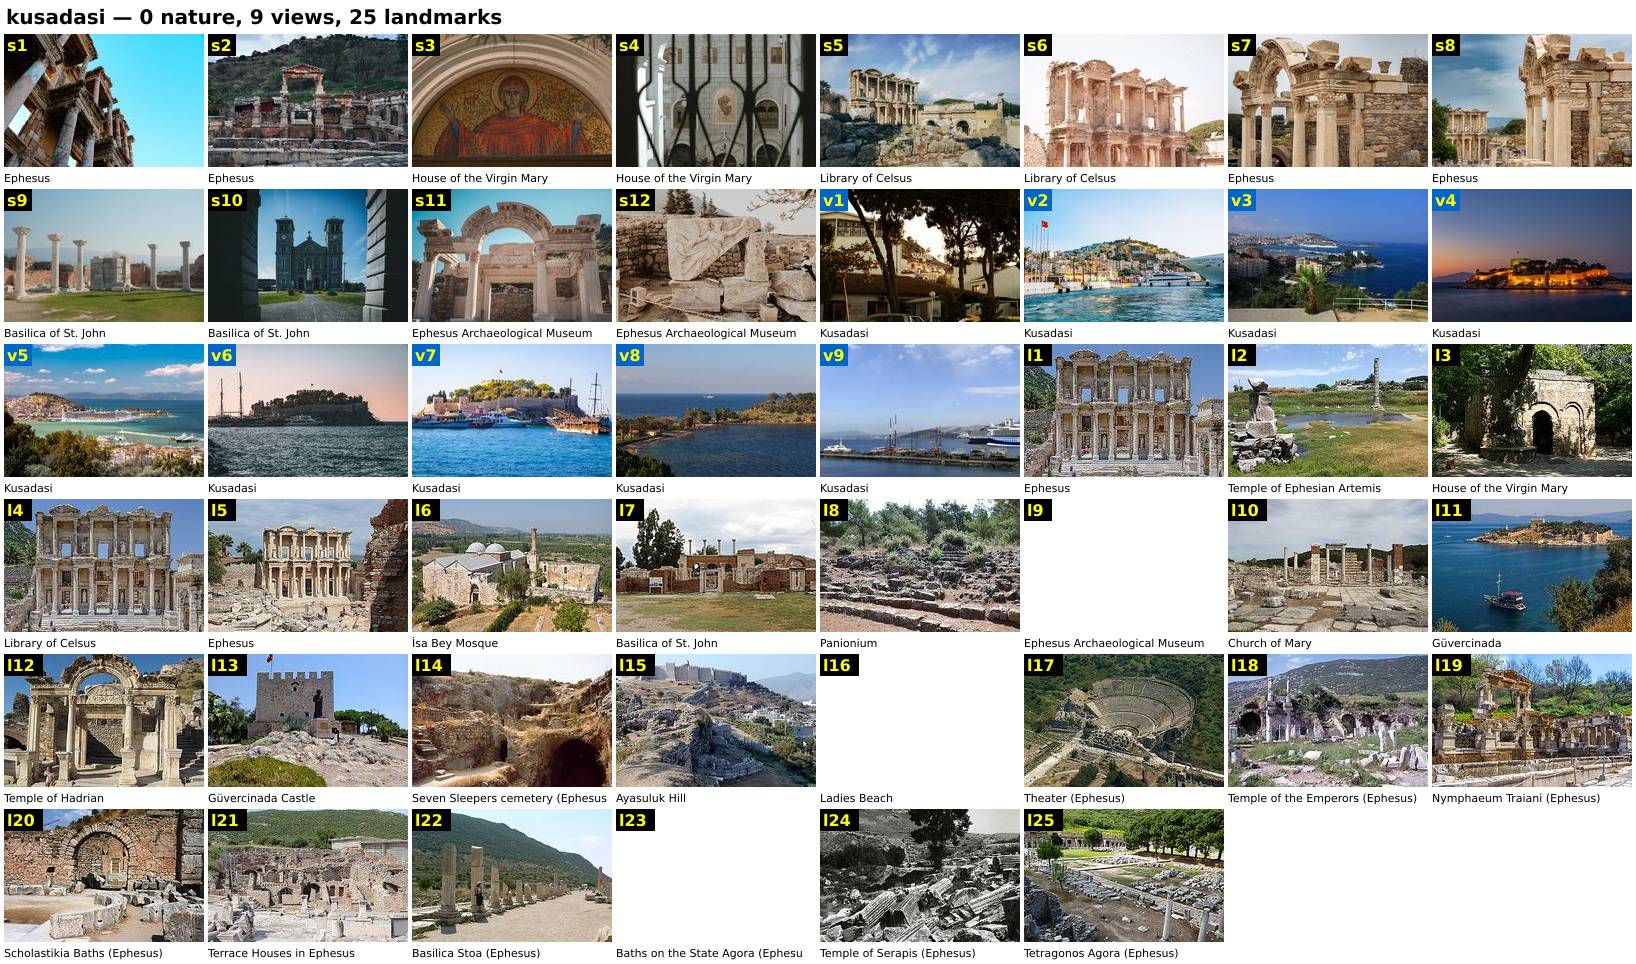 kusadasi — 0 nature, 9 views, 25 landmarks
s1 s2 s3 s4 s5 s6 s7 s8
Ephesus Ephesus House of the Virgin Mary House of the Virgin Mary Library of Celsus Library of Celsus Ephesus Ephesus
s9 s10 s11 s12 v1 v2 v3 v4
Basilica of St. John Basilica of St. John Ephesus Archaeological Museum Ephesus Archaeological Museum Kusadasi Kusadasi Kusadasi Kusadasi
v5 v6 v7 v8 v9 l1 l2 l3
Kusadasi Kusadasi Kusadasi Kusadasi Kusadasi Ephesus Temple of Ephesian Artemis House of the Virgin Mary
l4 l5 l6 l7 l8 l9 l10 l11
Library of Celsus Ephesus İsa Bey Mosque Basilica of St. John Panionium Ephesus Archaeological Museum Church of Mary Güvercinada
l12 l13 l14 l15 l16 l17 l18 l19
Temple of Hadrian Güvercinada Castle Seven Sleepers cemetery (Ephesus Ayasuluk Hill Ladies Beach Theater (Ephesus) Temple of the Emperors (Ephesus) Nymphaeum Traiani (Ephesus)
l20 l21 l22 l23 l24 l25
Scholastikia Baths (Ephesus) Terrace Houses in Ephesus Basilica Stoa (Ephesus) Baths on the State Agora (Ephesu Temple of Serapis (Ephesus) Tetragonos Agora (Ephesus)